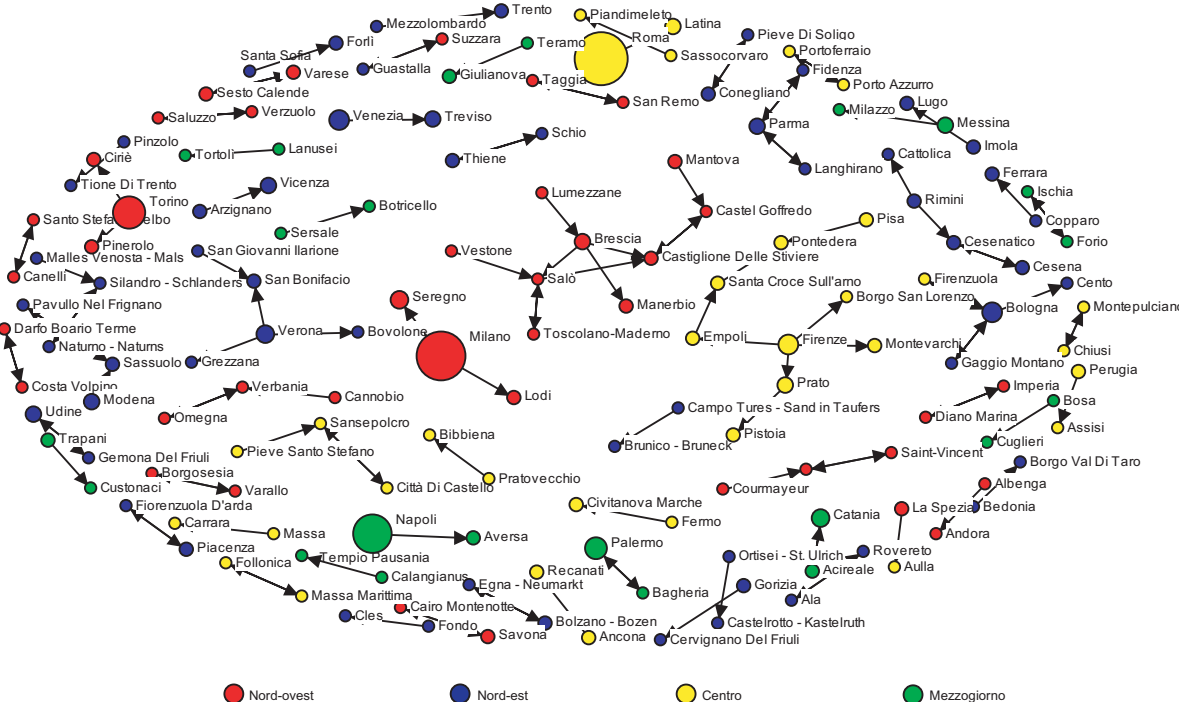 Trento
Piandimeleto
Mezzolombardo
Latina
Forlì
Suzzara
Teramo
Roma
Pieve Di Soligo
Santa Sofia
Sassocorvaro
Portoferraio
Varese
Guastalla
Giulianova
Taggia
Fidenza
Sesto Calende
Conegliano
Porto Azzurro
San Remo
Lugo
Saluzzo
Verzuolo
Venezia
Treviso
Milazzo
Messina
Parma
Pinzolo
Schio
Imola
Ciriè
Tortolì
Lanusei
Thiene
Mantova
Cattolica
Langhirano
Ferrara
Tione Di Trento
Vicenza
Lumezzane
Ischia
Torino
Arzignano
Botricello
Castel Goffredo
Rimini
Santo Stefa
elbo
Sersale
Pisa
Copparo
Pinerolo
Brescia
Pontedera
Cesenatico
Forio
Malles Venosta - Mals
San Giovanni Ilarione
Vestone
Castiglione Delle Stiviere
Canelli
Silandro - Schlanders
San Bonifacio
Salò
Santa Croce Sull'arno
Firenzuola
Cesena
Cento
Pavullo Nel Frignano
Seregno
Manerbio
Borgo San Lorenzo
Bologna
Montepulciano
Darfo Boario Terme
Verona
Bovolone
Milano
Toscolano-Maderno
Empoli
Firenze
Montevarchi
Naturno - Naturns
Sassuolo
Grezzana
Gaggio Montano
Chiusi
Perugia
Costa Volpino
Verbania
Cannobio
Lodi
Prato
Imperia
Modena
Omegna
Campo Tures - Sand in Taufers
Diano Marina
Bosa
Udine
Sansepolcro
Bibbiena
Pistoia
Assisi
Trapani
Pieve Santo Stefano
Brunico - Bruneck
Cuglieri
Gemona Del Friuli
Saint-Vincent
Borgo Val Di Taro
Borgosesia
Pratovecchio
Custonaci
Varallo
Città Di Castello
Courmayeur
Albenga
Fiorenzuola D'arda
Civitanova Marche
La Spezia
Bedonia
Carrara
Massa
Napoli
Fermo
Catania
Aversa
Andora
Piacenza
Palermo
Follonica
Tempio Pausania
Ortisei - St. Ulrich
Rovereto
Calangianus
Recanati
Acireale
Aulla
Egna - Neumarkt
Gorizia
Massa Marittima
Bagheria
Ala
Cairo Montenotte
Cles
Fondo
Bolzano - Bozen
Castelrotto - Kastelruth
Savona
Ancona
Cervignano Del Friuli
Nord-ovest
Nord-est
Centro
Mezzogiorno